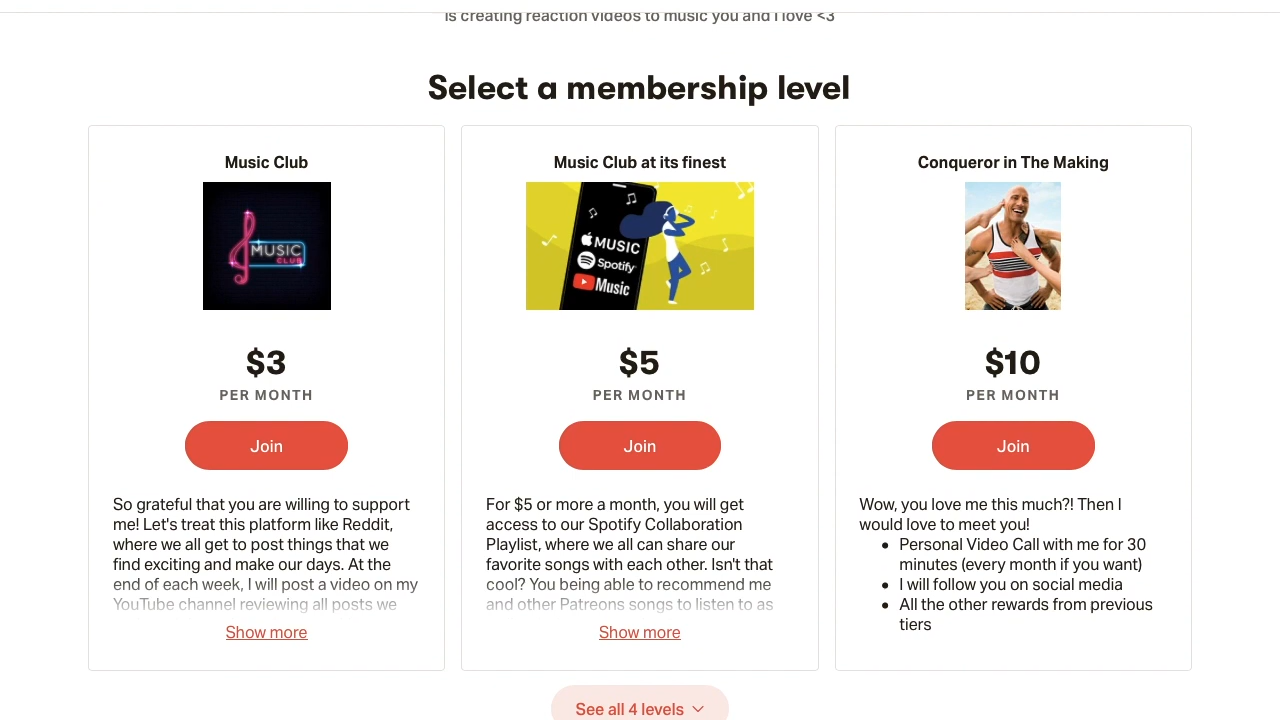 is creating reaction videos to music you and I love <3
Select a membership level
Music Club
MUSIC
CLUB
$3
PER MONTH
Join
So grateful that you are willing to support
me! Let's treat this platform like Reddit,
where we all get to post things that we
find exciting and make our days. At the
end of each week, I will post a video on my
YouTube channel reviewing all posts we
Show more
Music Club at its finest
MUSIC
Spotify
Music
$5
PER MONTH
Join
For $5 or more a month, you will get
access to our Spotify Collaboration
Playlist, where we all can share our
favorite songs with each other. Isn't that
cool? You being able to recommend me
and other Patreons songs to listen to as
Show more
Conqueror in The Making
$10
PER MONTH
Join
Wow, you love me this much?! Then I
would love to meet you!
• Personal Video Call with me for 30
minutes (every month if you want)
• I will follow you on social media
• All the other rewards from previous
tiers
See all 4 levels